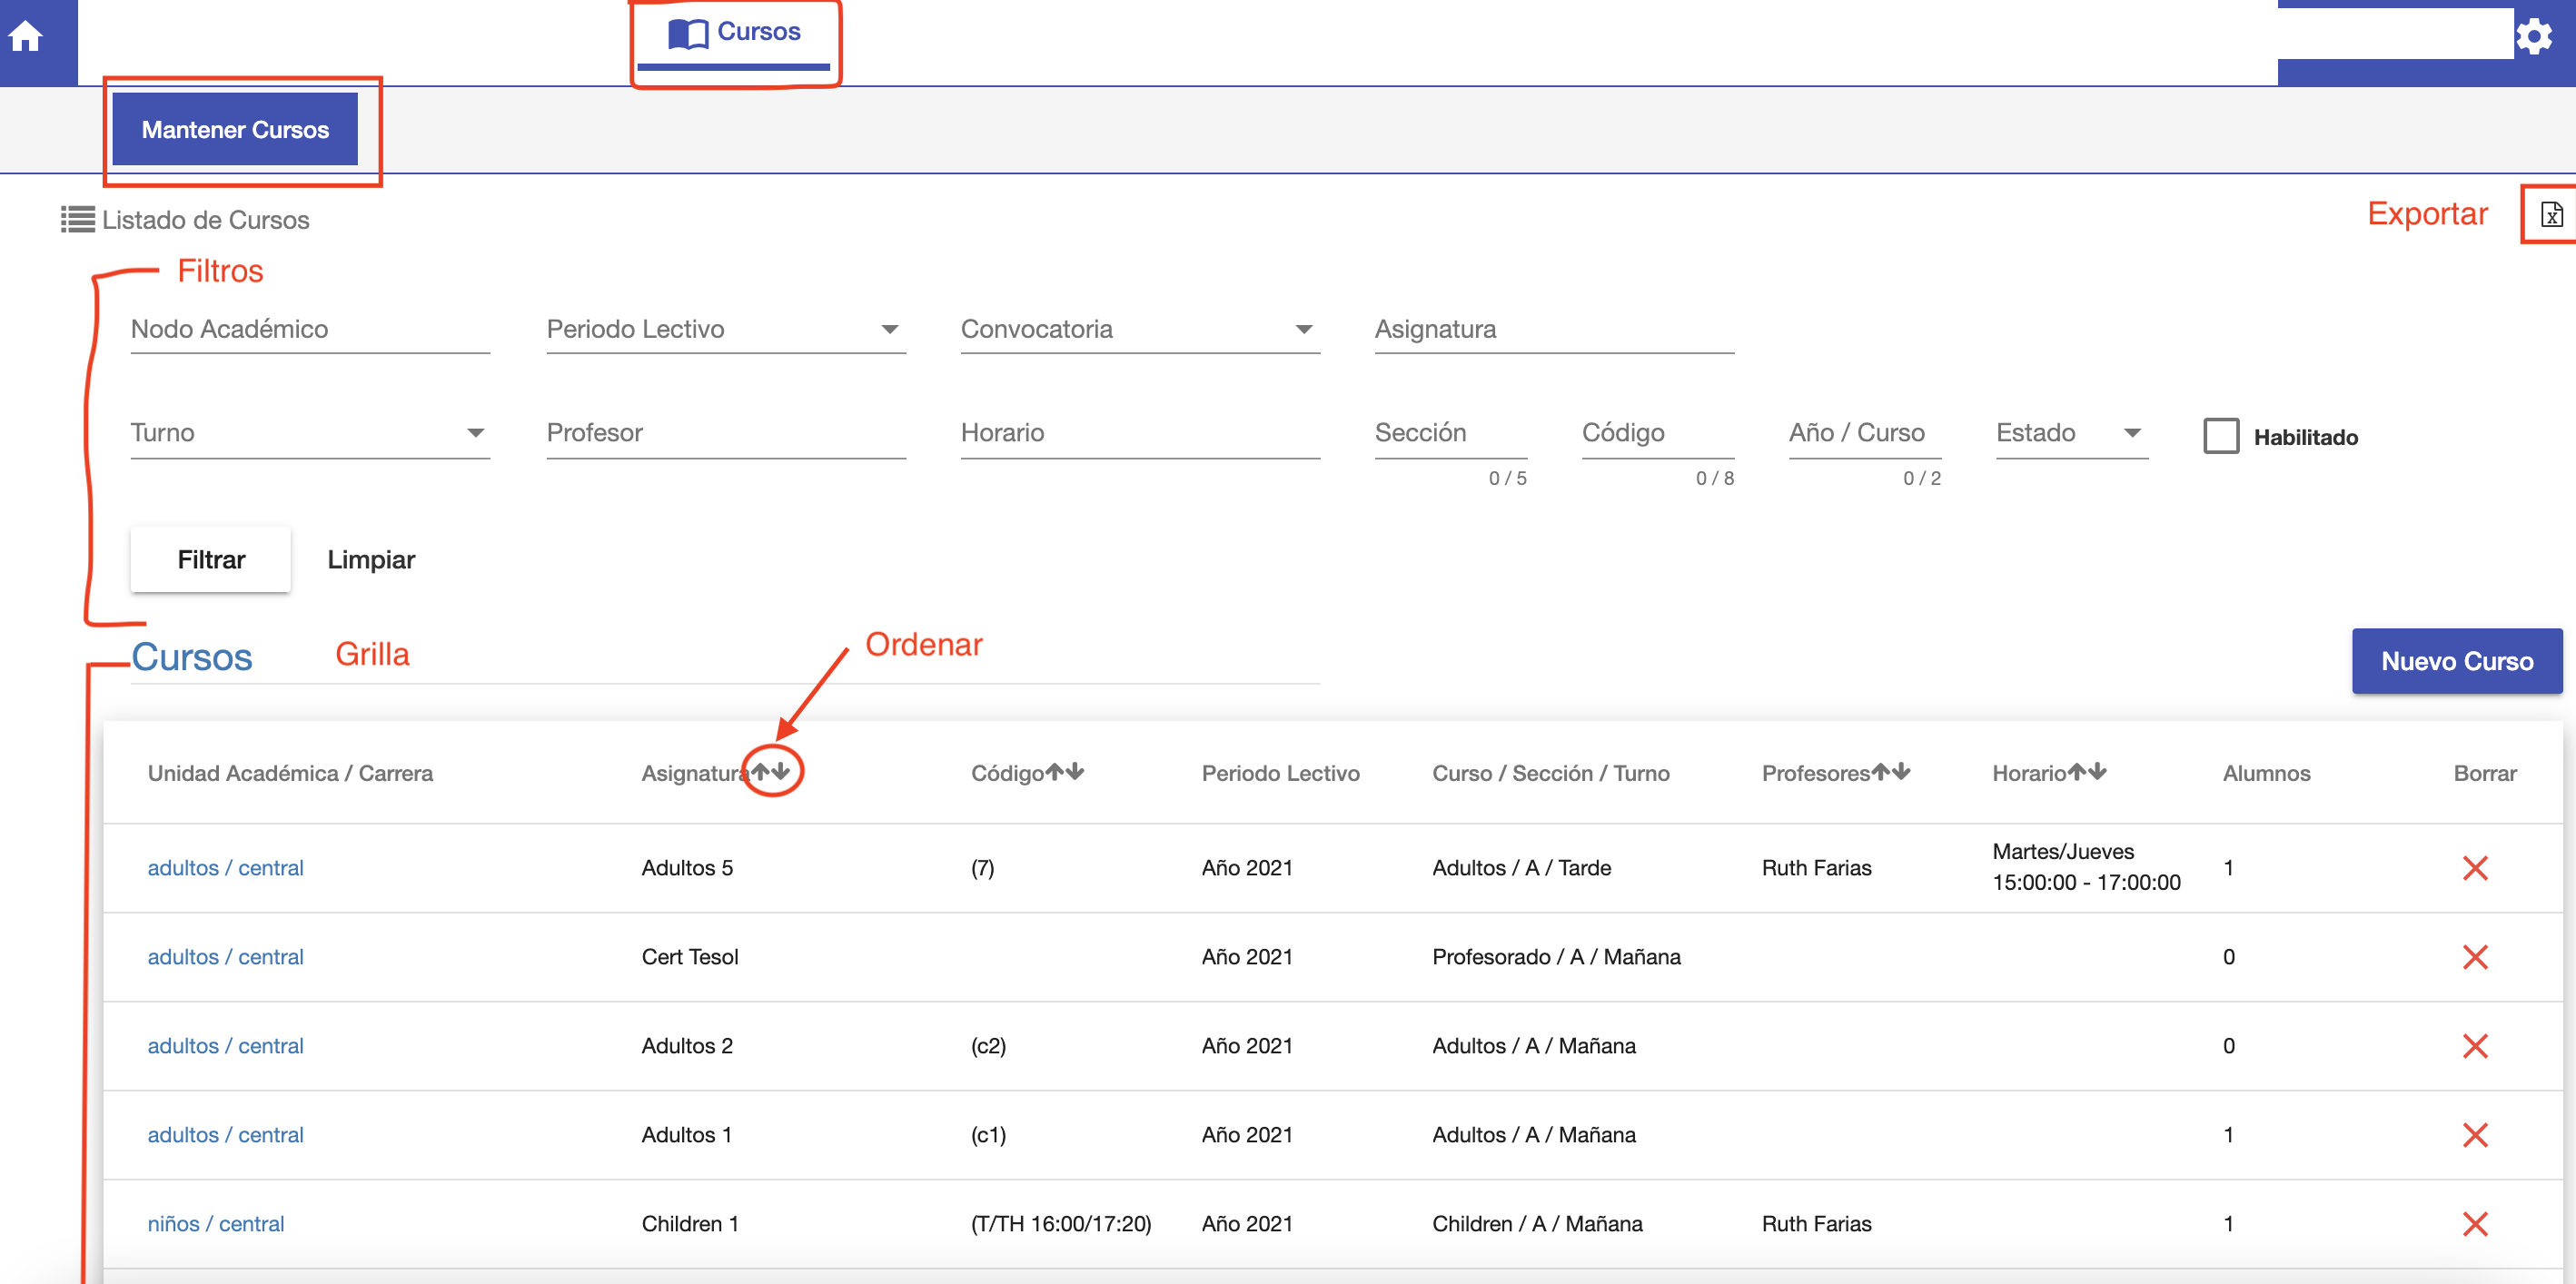 Cursos
Mantener Cursos
Listado de Cursos
Exportar
Filtros
Nodo Académico Periodo Lectivo Convocatoria Asignatura
Turno Profesor Horario Sección Código Año / Curso Estado Habilitado
0 / 5 0 / 8 0 / 2
Filtrar Limpiar
Ordenar
Cursos Grilla Nuevo Curso
Unidad Académica / Carrera Asignatura Código Periodo Lectivo Curso / Sección / Turno Profesores Horario Alumnos Borrar
adultos / central Adultos 5 (7) Año 2021 Adultos / A / Tarde Ruth Farias Martes/Jueves 1
15:00:00 - 17:00:00
adultos / central Cert Tesol Año 2021 Profesorado / A / Mañana 0
adultos / central Adultos 2 (c2) Año 2021 Adultos / A / Mañana 0
adultos / central Adultos 1 (c1) Año 2021 Adultos / A / Mañana 1
niños / central Children 1 (T/TH 16:00/17:20) Año 2021 Children / A / Mañana Ruth Farias 1